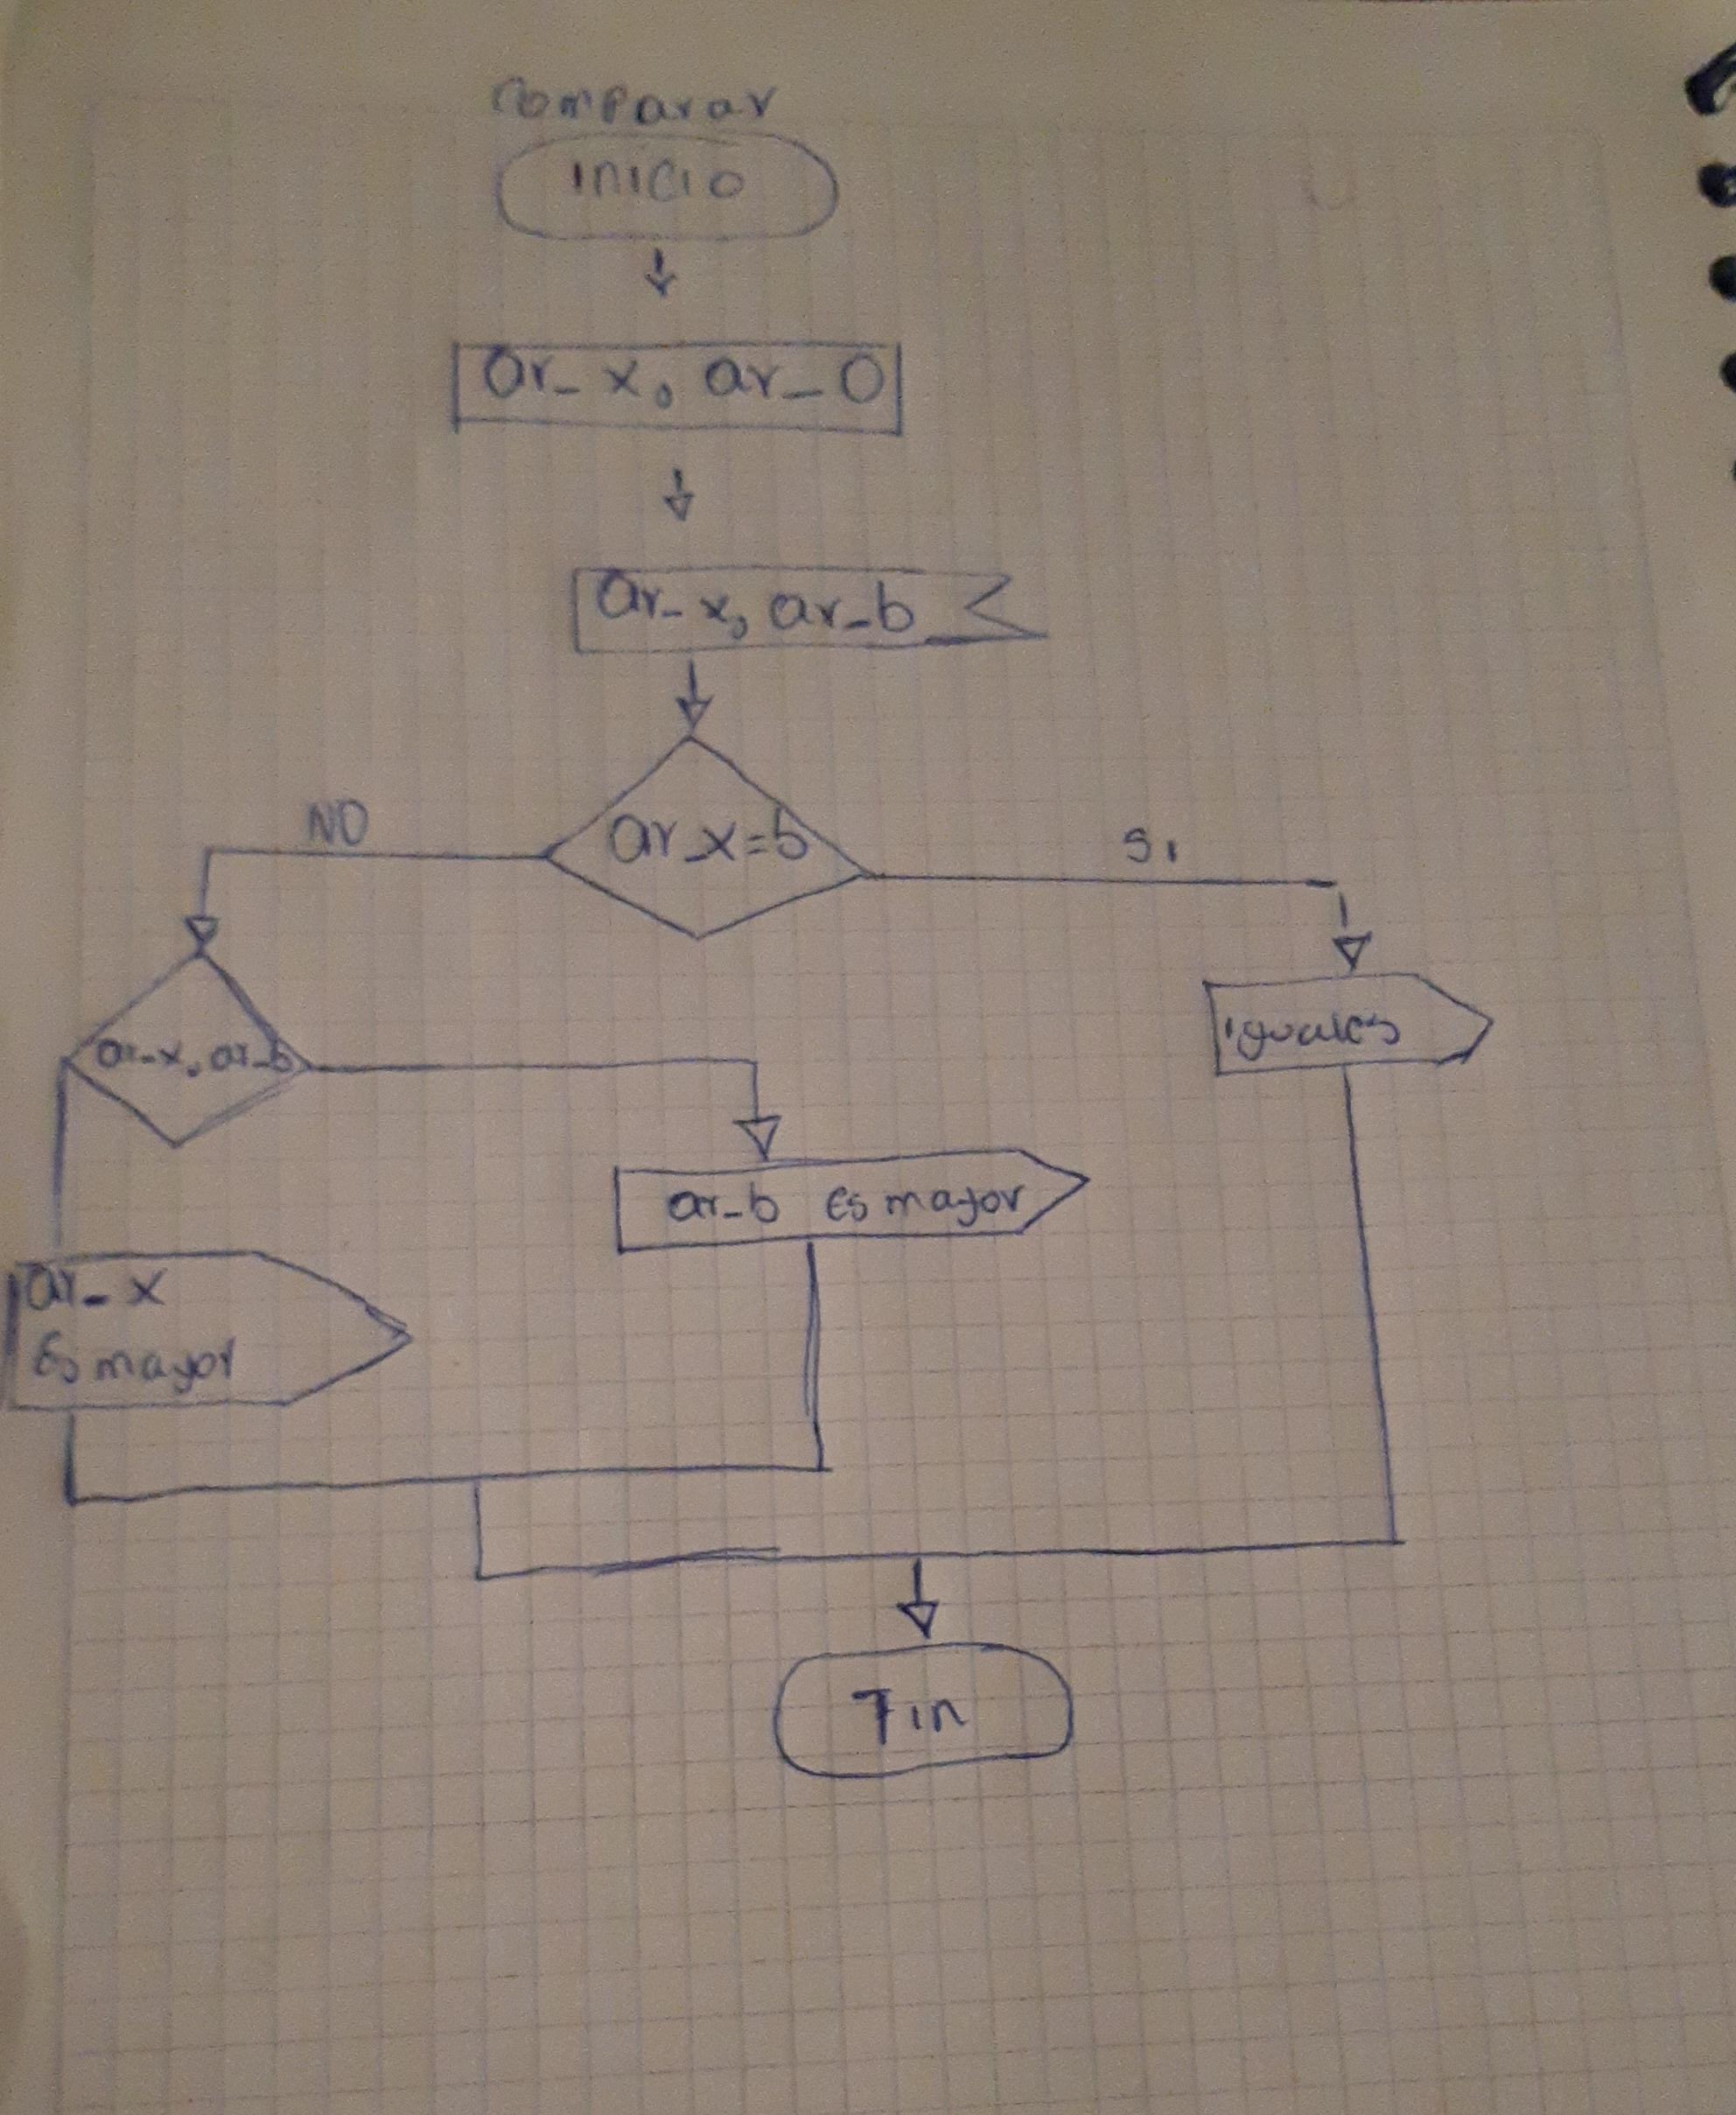 comparar
inicio
ar_x, ar_0
ar_x, ar_b
ar_x=b
NO
Si
ar_x, ar_b
iguales
ar_b Es mayor
ar_x
Es mayor
Fin